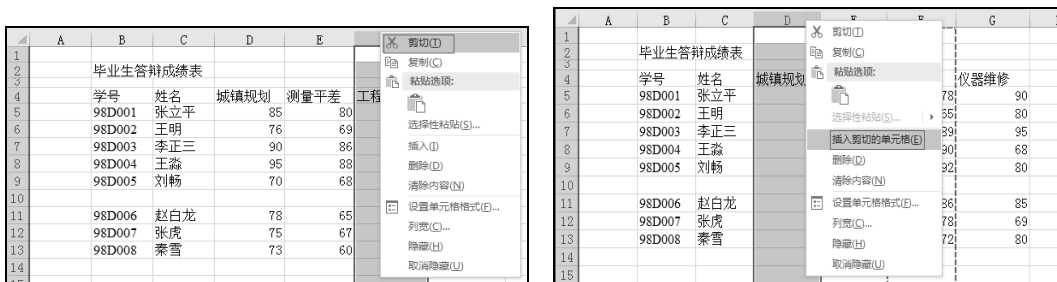 A B C D E
1
2 毕业生答辩成绩表
3
4 学号 姓名 城镇规划 测量平差 工程
5 98D001 张立平 85 80
6 98D002 王明 76 69
7 98D003 李正三 90 86
8 98D004 王淼 95 88
9 98D005 刘畅 70 68
10
11 98D006 赵白龙 78 65
12 98D007 张虎 75 67
13 98D008 秦雪 73 60
14
剪切(T)
复制(C)
粘贴选项:
选择性粘贴(S)...
插入(I)
删除(D)
清除内容(N)
设置单元格格式(F)...
列宽(C)...
隐藏(H)
取消隐藏(U)
A B C D G
1
2 毕业生答辩成绩表
3
4 学号 姓名 城镇规划 仪器维修
5 98D001 张立平 78 90
6 98D002 王明 65 80
7 98D003 李正三 89 95
8 98D004 王淼 90 68
9 98D005 刘畅 92 80
10
11 98D006 赵白龙 86 85
12 98D007 张虎 78 69
13 98D008 秦雪 72 80
14
15
剪切(T)
复制(C)
粘贴选项:
选择性粘贴(S)...
插入剪切的单元格(E)
删除(D)
清除内容(N)
设置单元格格式(F)...
列宽(C)...
隐藏(H)
取消隐藏(U)